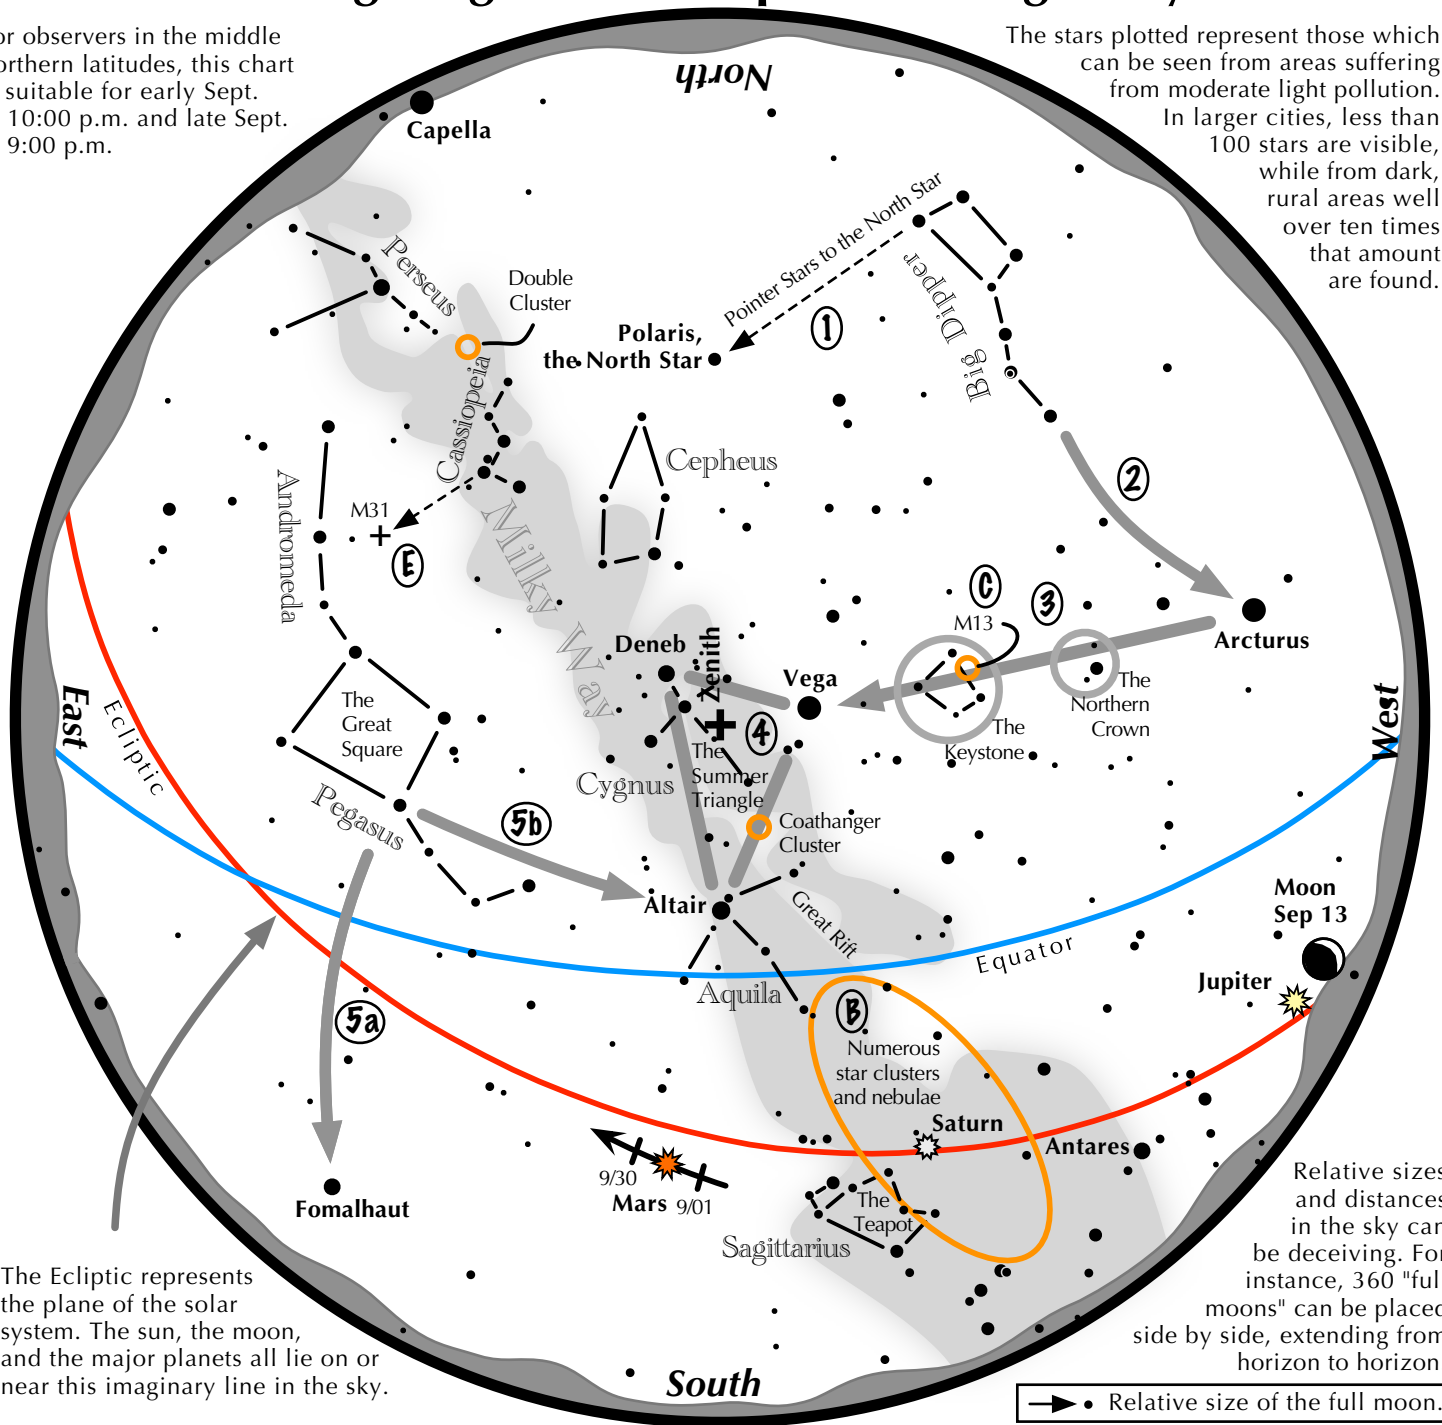 or observers in the middle
orthern latitudes, this chart
suitable for early Sept.
10:00 p.m. and late Sept.
9:00 p.m.
The stars plotted represent those which
can be seen from areas suffering
from moderate light pollution.
In larger cities, less than
100 stars are visible,
while from dark,
rural areas well
over ten times
that amount
are found.
North
Capella
Perseus
Double
Cluster
Pointer Stars to the North Star
1
Big Dipper
Polaris,
the North Star
Cassiopeia
Cepheus
2
Andromeda
M31
E
Milky Way
C
M13
3
Arcturus
Deneb
Zenith
Vega
The
Northern
Crown
The
Keystone
East
Ecliptic
West
The
Great
Square
4
The
Summer
Triangle
Cygnus
Pegasus
5b
Coathanger
Cluster
Altair
Great Rift
Moon
Sep 13
Equator
Jupiter
Aquila
5a
B
Numerous
star clusters
and nebulae
Saturn
Antares
9/30
Mars
9/01
Fomalhaut
The
Teapot
Sagittarius
The Ecliptic represents
the plane of the solar
system. The sun, the moon,
and the major planets all lie on or
near this imaginary line in the sky.
Relative sizes
and distances
in the sky can
be deceiving. For
instance, 360 "ful
moons" can be placed
side by side, extending from
horizon to horizon
South
Relative size of the full moon.